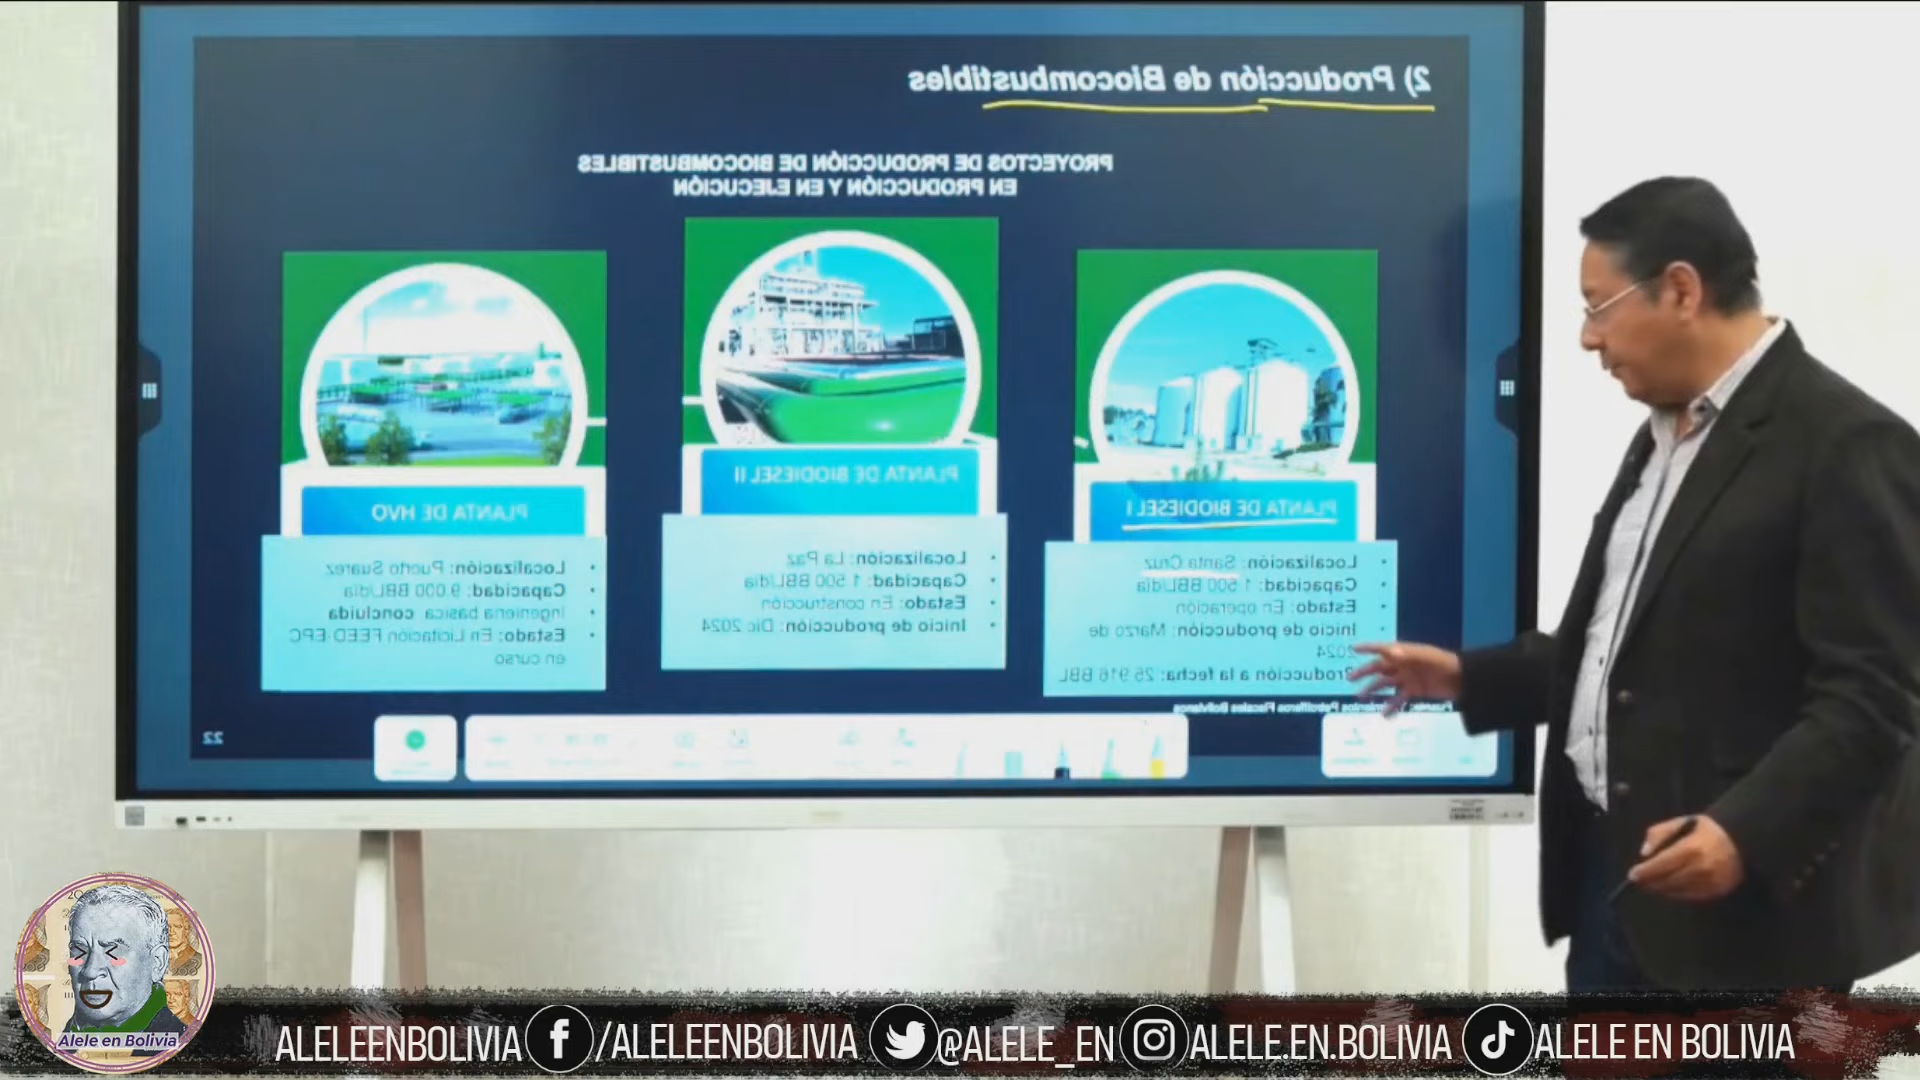 2) Producción de Biocombustibles
PROYECTOS DE PRODUCCIÓN DE BIOCOMBUSTIBLES
EN PRODUCCIÓN Y EN EJECUCIÓN
PLANTA DE HVO
• Localización: Puerto Suarez
• Capacidad: 9.000 BBL/día
• Ingeniería básica concluida
• Estado: En Licitación FEED-EPC
en curso
PLANTA DE BIODIESEL II
• Localización: La Paz
• Capacidad: 1.500 BBL/día
• Estado: En construcción
• Inicio de producción: Dic 2024
PLANTA DE BIODIESEL I
• Localización: Santa Cruz
• Capacidad: 1.500 BBL/día
• Estado: En operación
• Inicio de producción: Marzo de
2024
Producción a la fecha: 25.916 BBL
Petrolíferos Fiscales Bolivianos
22
Alele en Bolivia
ALELEENBOLIVIA /ALELEENBOLIVIA @ALELE_EN ALELE.EN.BOLIVIA ALELE EN BOLIVIA